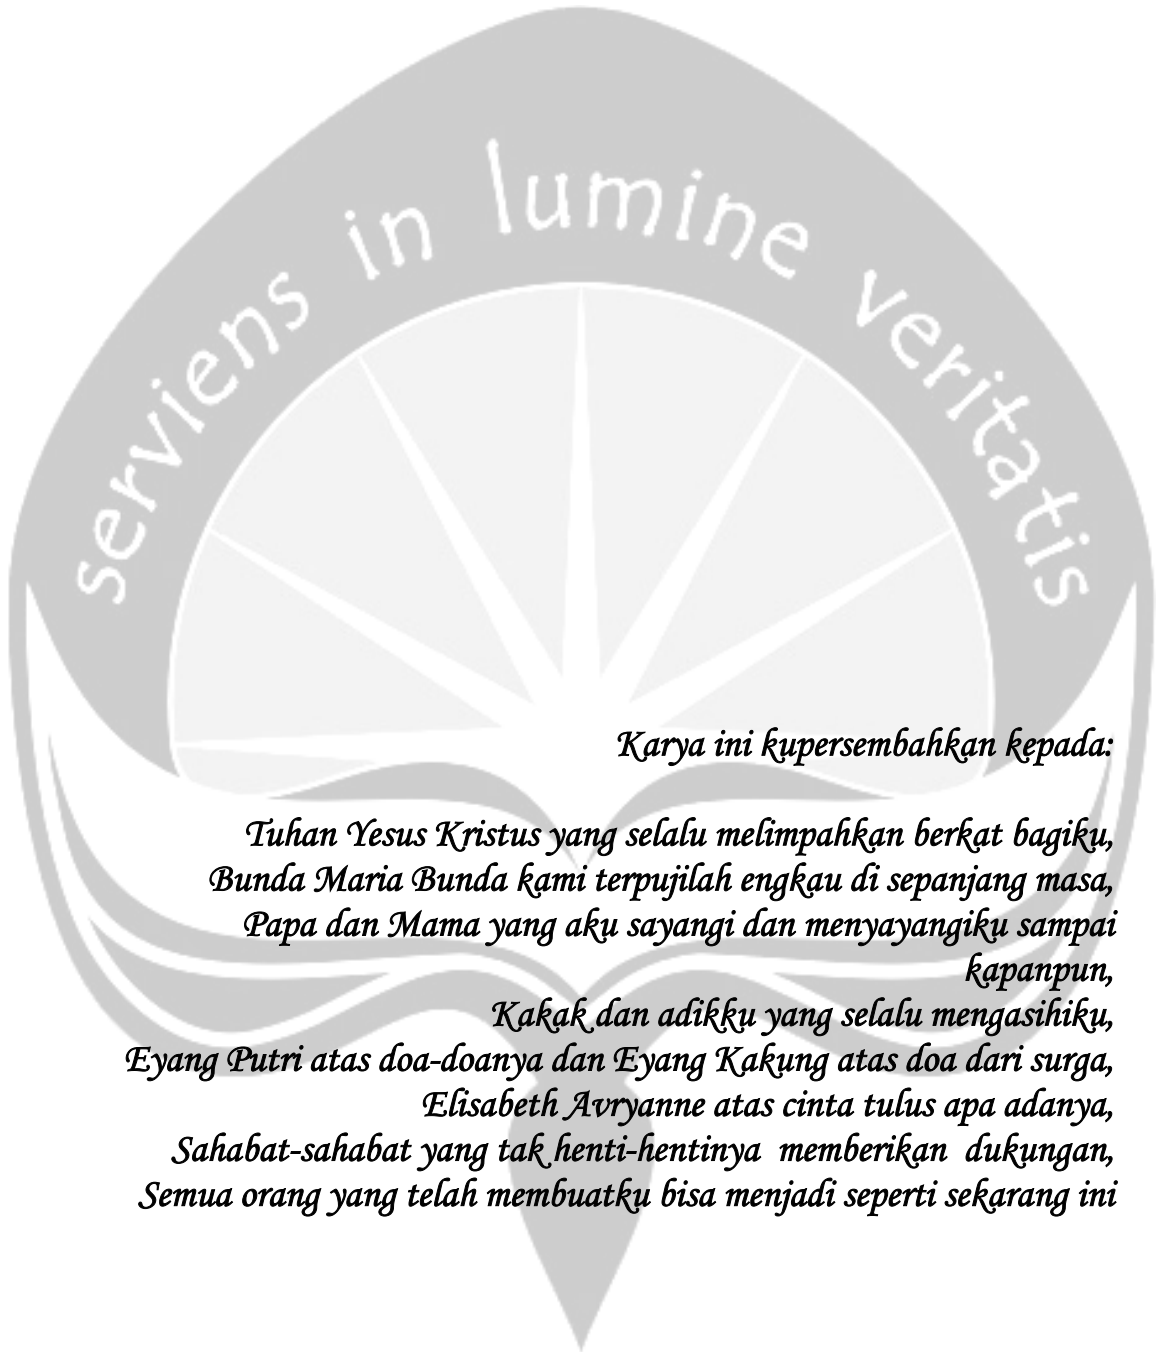 serviens in lumine veritatis
Karya ini kupersembahkan kepada:
Tuhan Yesus Kristus yang selalu melimpahkan berkat bagiku,
Bunda Maria Bunda kami terpujilah engkau di sepanjang masa,
Papa dan Mama yang aku sayangi dan menyayangiku sampai
kapanpun,
Kakak dan adikku yang selalu mengasihiku,
Eyang Putri atas doa-doanya dan Eyang Kakung atas doa dari surga,
Elisabeth Avryanne atas cinta tulus apa adanya,
Sahabat-sahabat yang tak henti-hentinya memberikan dukungan,
Semua orang yang telah membuatku bisa menjadi seperti sekarang ini